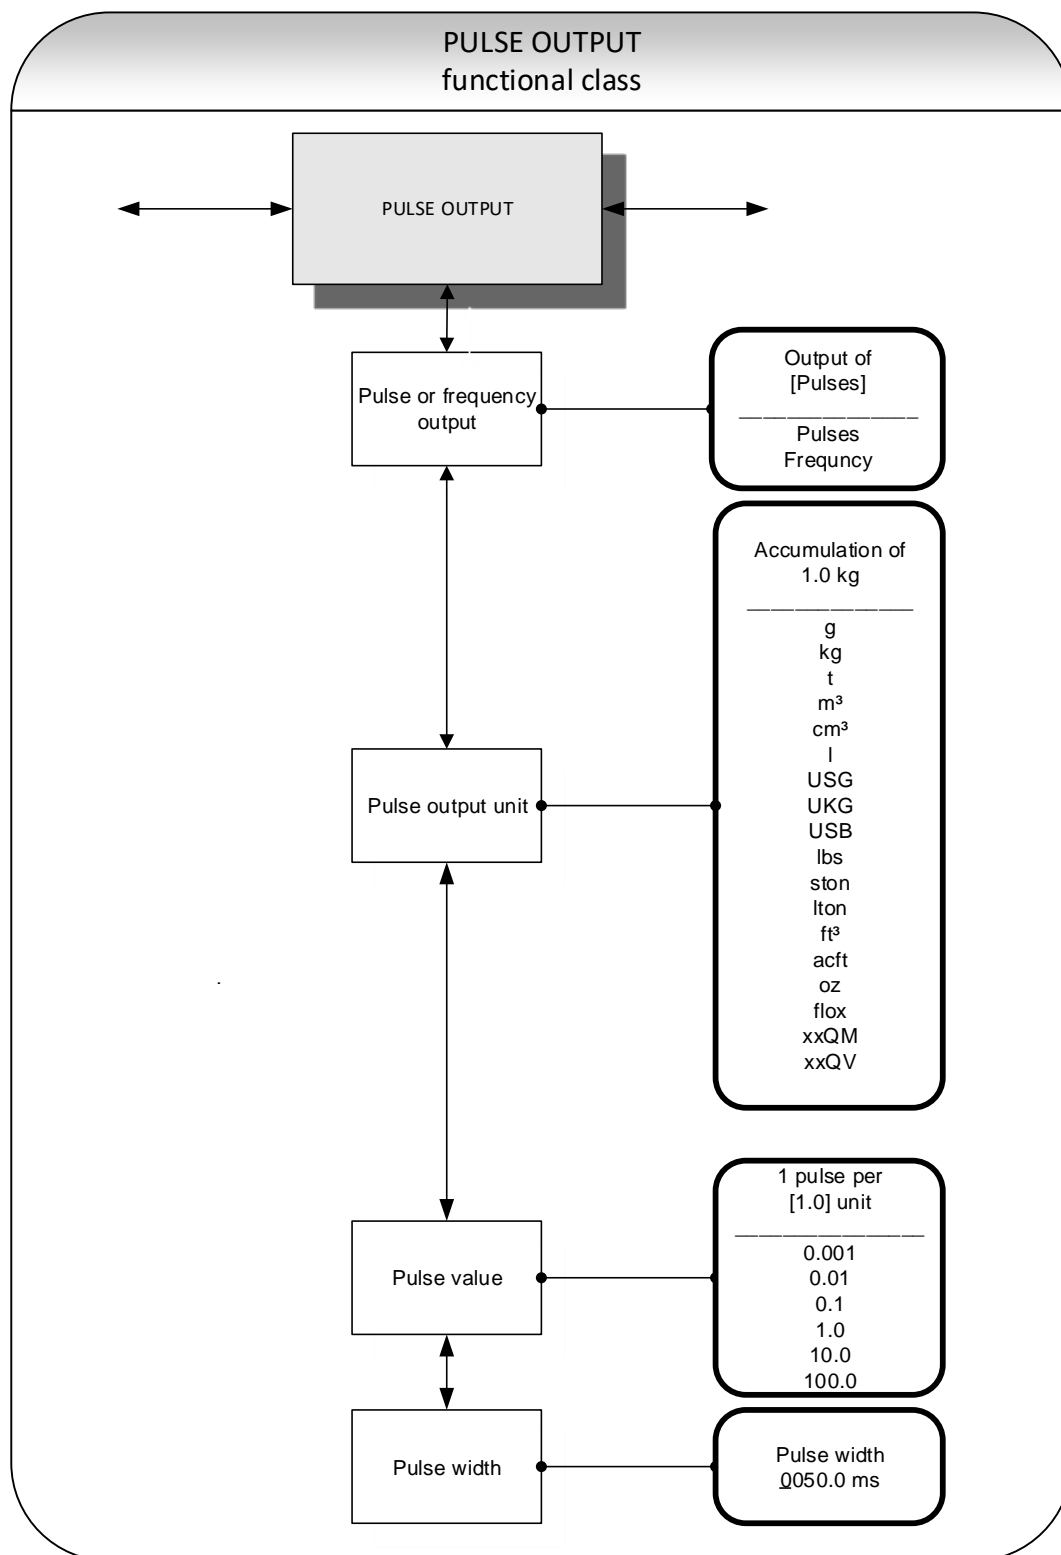 PULSE OUTPUT
functional class
PULSE OUTPUT
Pulse or frequency
output
Output of
[Pulses]
_______________
Pulses
Frequncy
Pulse output unit
Accumulation of
1.0 kg
______________
g
kg
t
m³
cm³
l
USG
UKG
USB
lbs
ston
lton
ft³
acft
oz
flox
xxQM
xxQV
.
Pulse value
1 pulse per
[1.0] unit
________________
0.001
0.01
0.1
1.0
10.0
100.0
Pulse width
Pulse width
0050.0 ms